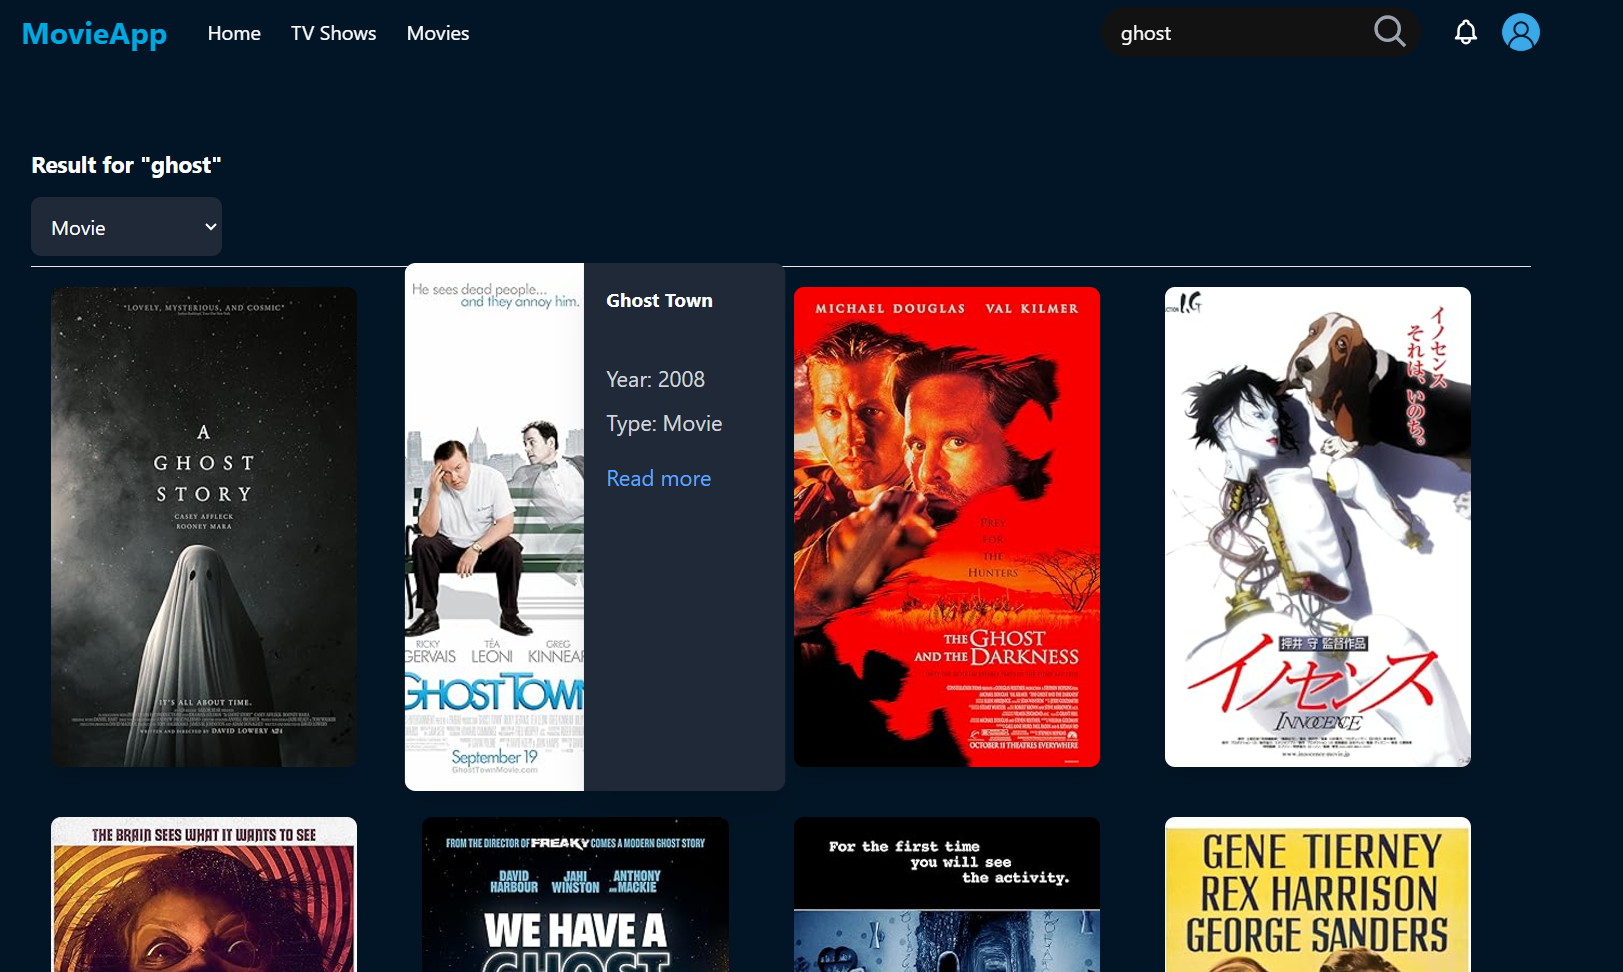 MovieApp
Home
TV Shows
Movies
ghost
Result for "ghost"
Movie
"LOVELY, MYSTERIOUS, AND COSMIC"
A
GHOST
STORY
CASEY AFFLECK
ROONEY MARA
IT'S ALL ABOUT TIME.
WRITTEN AND DIRECTED BY DAVID LOWERY A24
He sees dead people...
and they annoy him.
RICKY GERVAIS
TÉA LEONI
GREG KINNEAR
GHOST TOWN
September 19
GhostTownMovie.com
Ghost Town
Year: 2008
Type: Movie
Read more
MICHAEL DOUGLAS VAL KILMER
PREY
FOR
THE
HUNTERS
THE GHOST
AND THE DARKNESS
OCTOBER 11 THEATRES EVERYWHERE
I.G
イノセンス
それは、いのち。
押井 守 監督作品
イノセンス
INNOCENCE
www.innocence-movie.jp
THE BRAIN SEES WHAT IT WANTS TO SEE
FROM THE DIRECTOR OF FREAKY COMES A MODERN GHOST STORY
DAVID HARBOUR
JAHI WINSTON
ANTHONY AND MACKIE
WE HAVE A
GHOST
For the first time
you will see
the activity.
GENE TIERNEY
REX HARRISON
GEORGE SANDERS